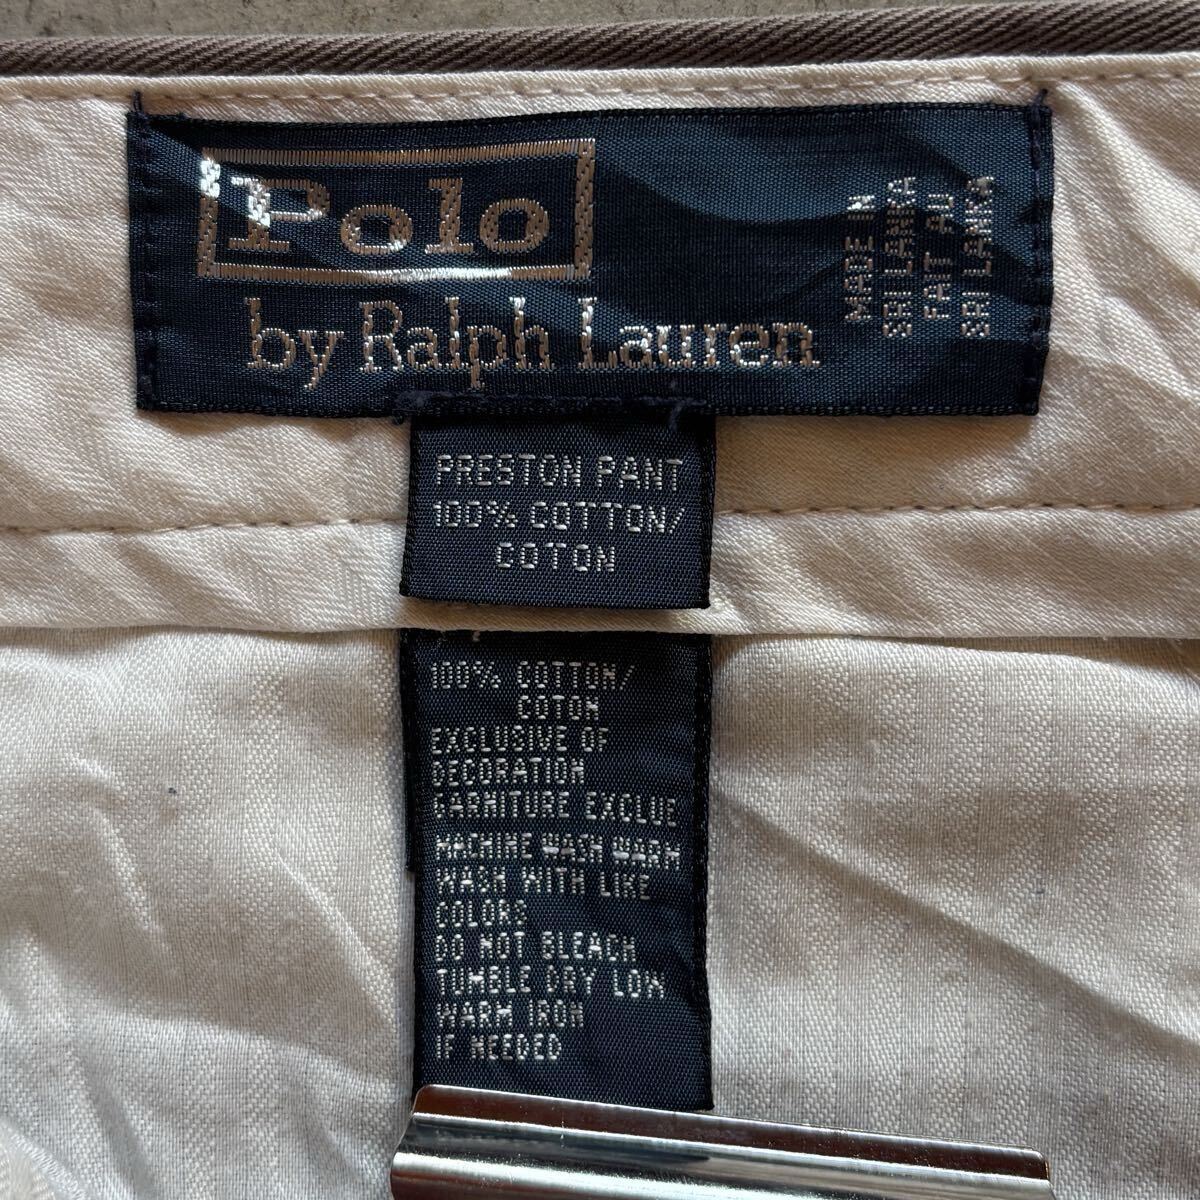 Polo
by Ralph Lauren
MADE IN
SRI LANKA
FAIT AU
SRI LANKA
PRESTON PANT
100% COTTON/
COTON
100% COTTON/
COTON
EXCLUSIVE OF
DECORATION
GARNITURE EXCLUE
MACHINE WASH WARM
WASH WITH LIKE
COLORS
DO NOT BLEACH
TUMBLE DRY LOW
WARM IRON
IF NEEDED